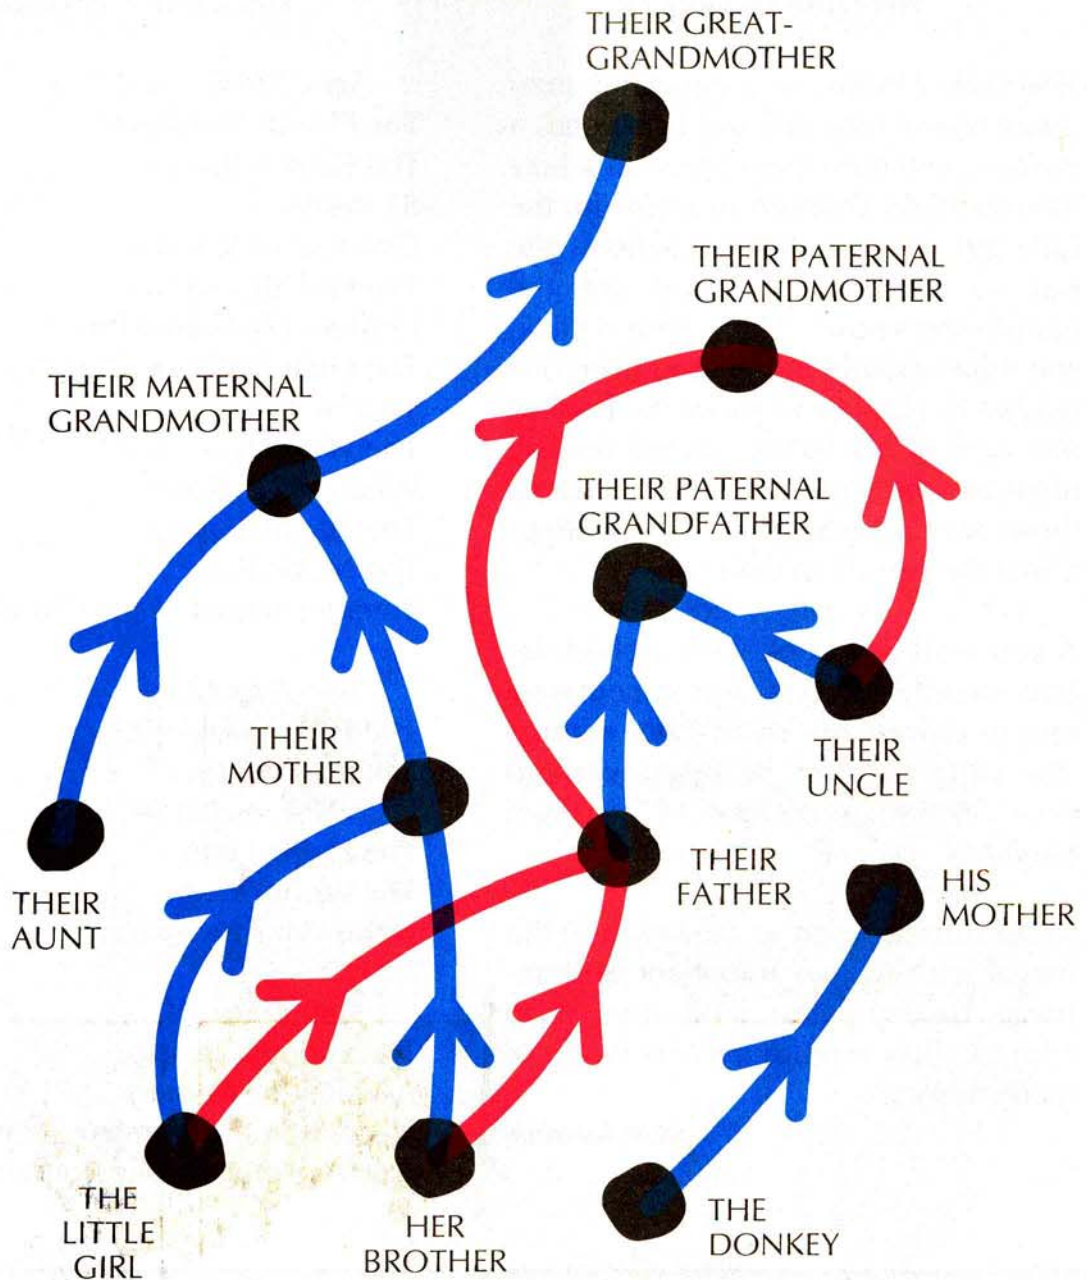 THEIR GREAT-
GRANDMOTHER
THEIR PATERNAL
GRANDMOTHER
THEIR MATERNAL
GRANDMOTHER
THEIR PATERNAL
GRANDFATHER
THEIR
MOTHER
THEIR
UNCLE
THEIR
AUNT
THEIR
FATHER
HIS
MOTHER
THE
LITTLE
GIRL
HER
BROTHER
THE
DONKEY